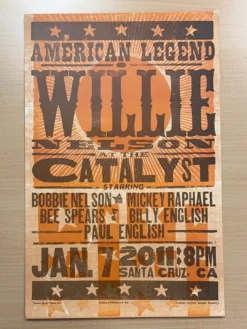 AMERICAN LEGEND
WILLIE
NELSON
AT THE
CATALYST
STARRING
BOBBIE NELSON & MICKEY RAPHAEL
BEE SPEARS & BILLY ENGLISH
PAUL ENGLISH
JAN. 7 2011 : 8PM
SANTA CRUZ, CA